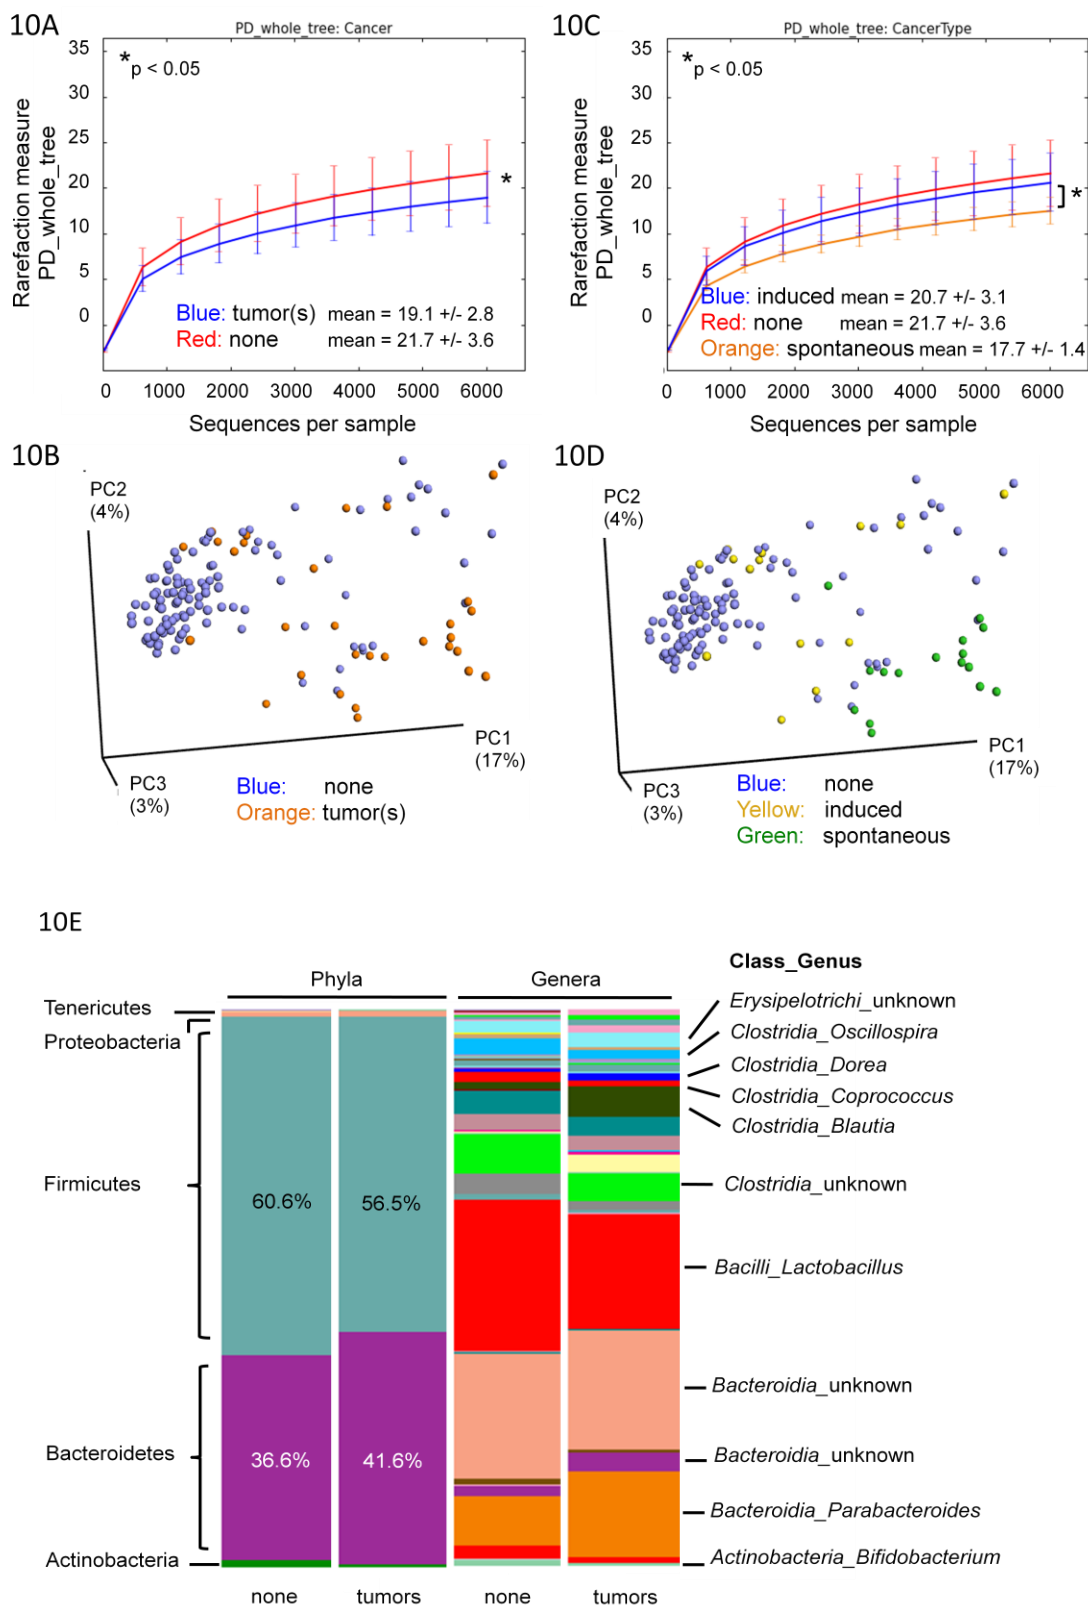 10A
PD_whole_tree: Cancer
* p < 0.05
Rarefaction measure
PD_whole_tree
35
30
25
20
15
10
5
0
*
Blue: tumor(s) mean = 19.1 +/- 2.8
Red: none mean = 21.7 +/- 3.6
0 1000 2000 3000 4000 5000 6000
Sequences per sample
10C
PD_whole_tree: CancerType
* p < 0.05
Rarefaction measure
PD_whole_tree
35
30
25
20
15
10
5
0
*
Blue: induced mean = 20.7 +/- 3.1
Red: none mean = 21.7 +/- 3.6
Orange: spontaneous mean = 17.7 +/- 1.4
0 1000 2000 3000 4000 5000 6000
Sequences per sample
10B
PC2
(4%)
PC1
(17%)
PC3
(3%)
Blue: none
Orange: tumor(s)
10D
PC2
(4%)
PC1
(17%)
PC3
(3%)
Blue: none
Yellow: induced
Green: spontaneous
10E
Phyla
Genera
Class_Genus
Tenericutes
Proteobacteria
Firmicutes
Bacteroidetes
Actinobacteria
60.6%
56.5%
36.6%
41.6%
Erysipelotrichi_unknown
Clostridia_Oscillospira
Clostridia_Dorea
Clostridia_Coprococcus
Clostridia_Blautia
Clostridia_unknown
Bacilli_Lactobacillus
Bacteroidia_unknown
Bacteroidia_unknown
Bacteroidia_Parabacteroides
Actinobacteria_Bifidobacterium
none tumors none tumors